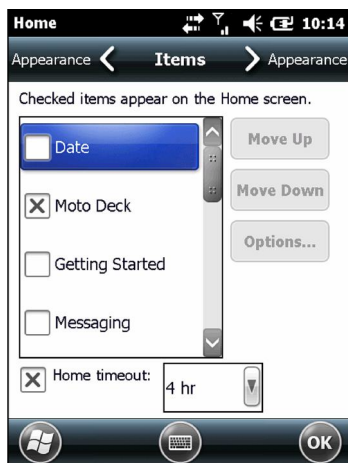 Home 10:14
Appearance Items Appearance
Checked items appear on the Home screen.
Date
Move Up
Moto Deck
Move Down
Getting Started
Options...
Messaging
Home timeout: 4 hr
OK